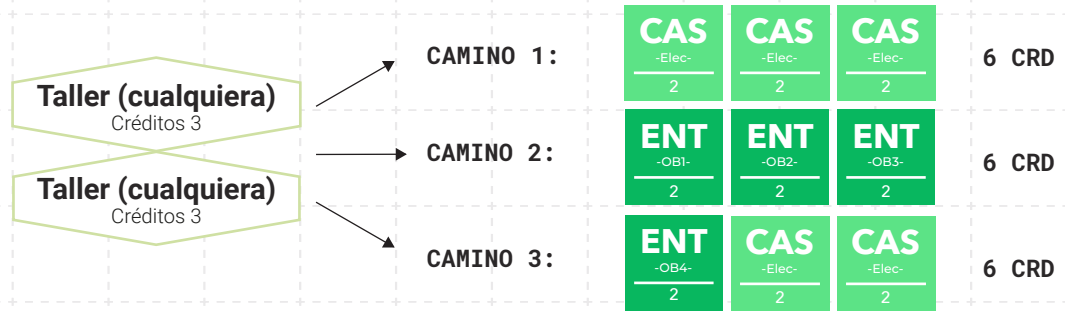 Taller (cualquiera)
Créditos 3
Taller (cualquiera)
Créditos 3
CAMINO 1:
CAS CAS CAS
-Elec- -Elec- -Elec-
2 2 2
6 CRD
CAMINO 2:
ENT ENT ENT
-OB1- -OB2- -OB3-
2 2 2
6 CRD
CAMINO 3:
ENT CAS CAS
-OB4- -Elec- -Elec-
2 2 2
6 CRD